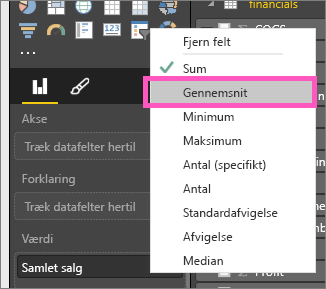 financials
COGS
Fjern felt
Sum
Gennemsnit
Minimum
Maksimum
Antal (specifikt)
Antal
Standardafvigelse
Afvigelse
Median
Profit
Akse
Træk datafelter hertil
Forklaring
Træk datafelter hertil
Værdi
Samlet salg